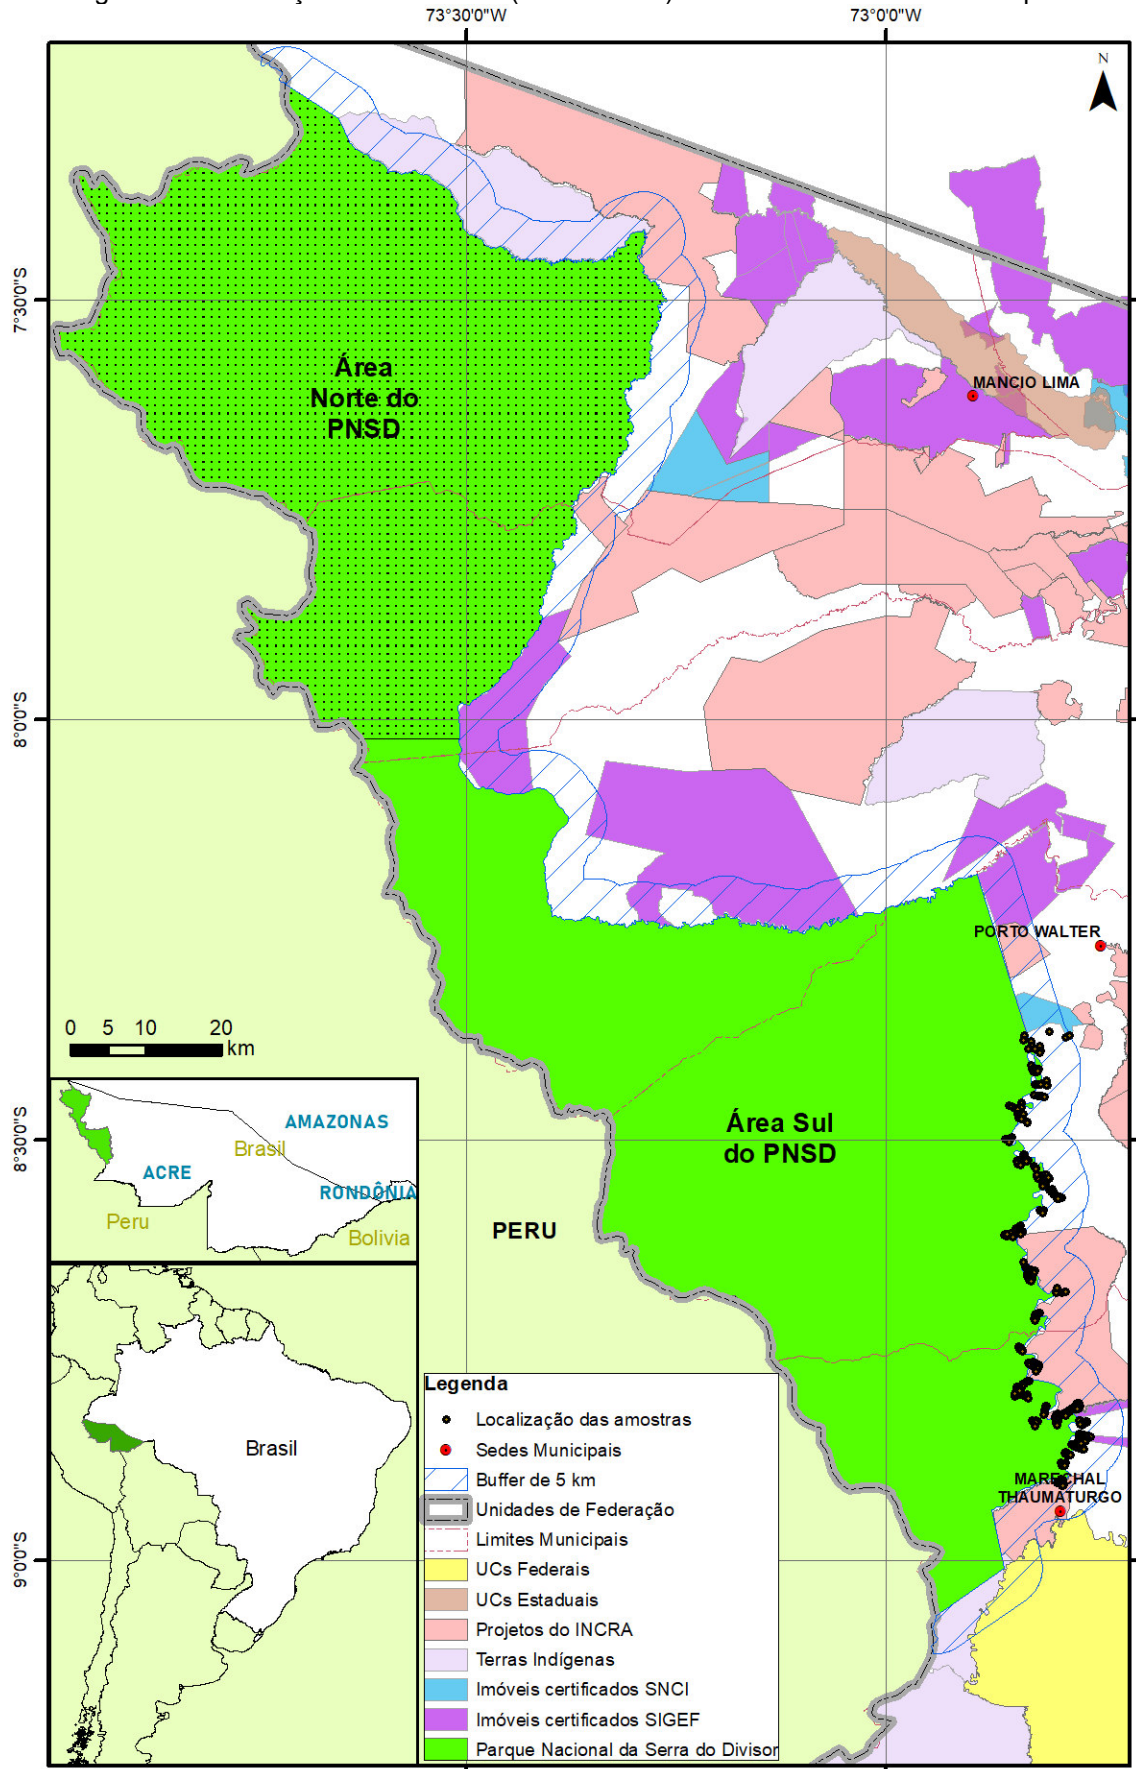 73°30'0"W
73°0'0"W
N
7°30'0"S
MANCIO LIMA
Área
Norte do
PNSD
8°0'0"S
PORTO WALTER
0 5 10 20
km
Área Sul
do PNSD
8°30'0"S
AMAZONAS
Brasil
ACRE
RONDÔNIA
Peru
Bolivia
PERU
Brasil
MARECHAL
THAUMATURGO
9°0'0"S
Legenda
Localização das amostras
Sedes Municipais
Buffer de 5 km
Unidades de Federação
Limites Municipais
UCs Federais
UCs Estaduais
Projetos do INCRA
Terras Indígenas
Imóveis certificados SNCI
Imóveis certificados SIGEF
Parque Nacional da Serra do Divisor